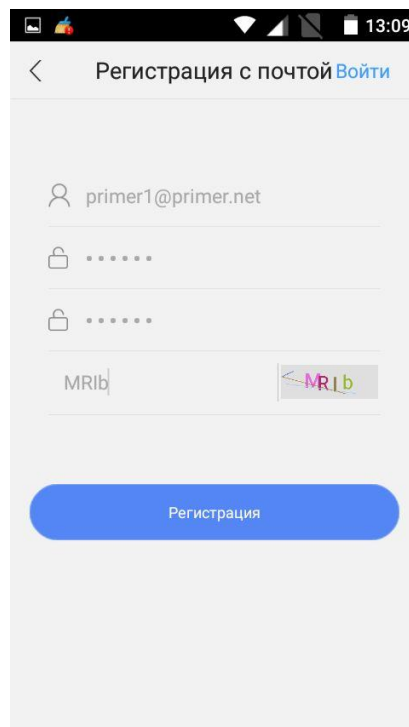 13:09
Регистрация с почтой Войти
primer1@primer.net
••••••
••••••
MRIb MRIb
Регистрация